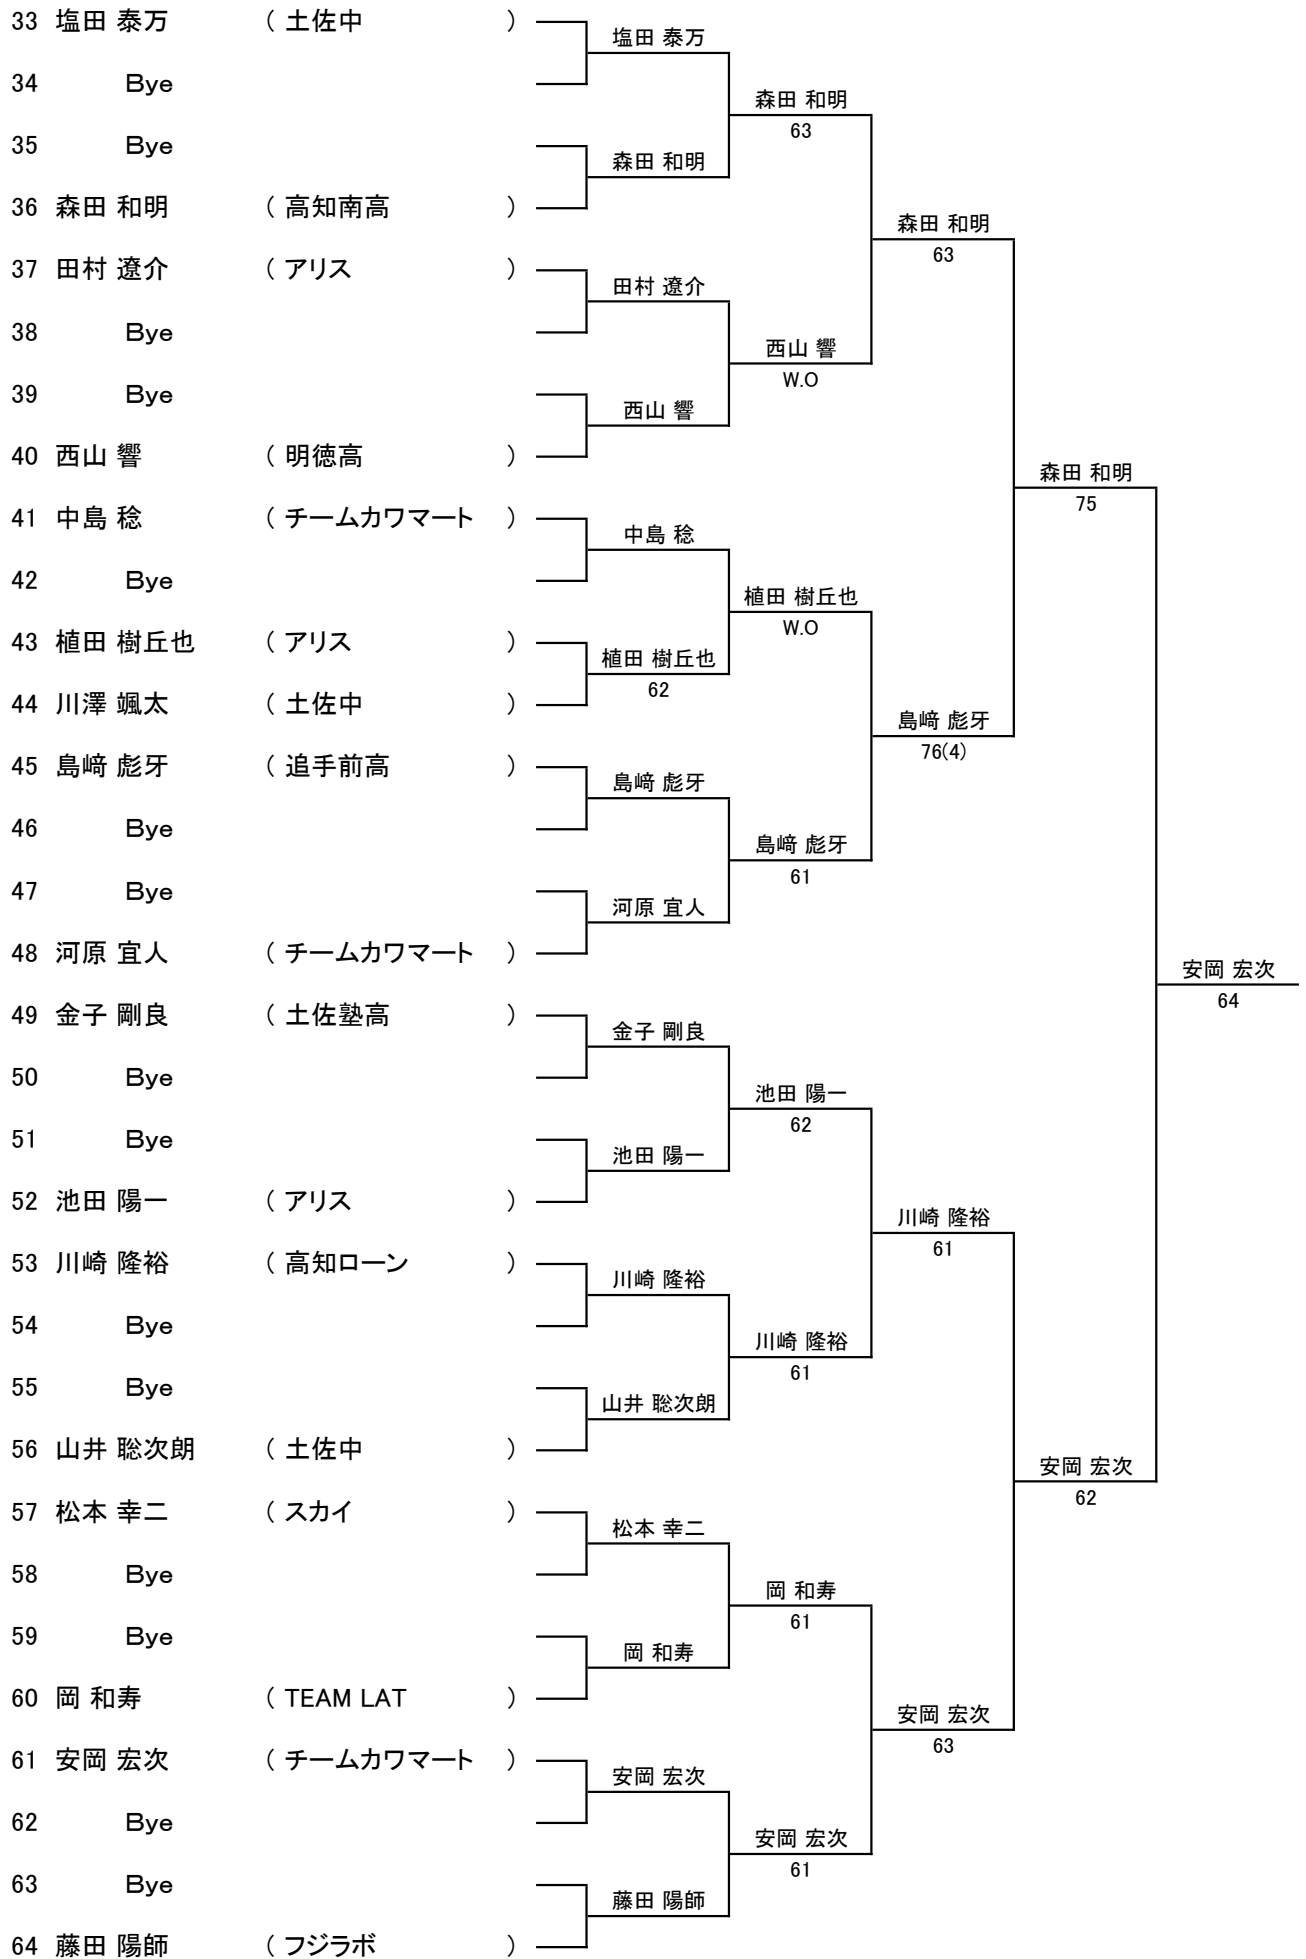 33 塩田 泰万 ( 土佐中 )
塩田 泰万
34 Bye
森田 和明
63
35 Bye
森田 和明
36 森田 和明 ( 高知南高 )
森田 和明
63
37 田村 遼介 ( アリス )
田村 遼介
38 Bye
西山 響
W.O
39 Bye
西山 響
40 西山 響 ( 明徳高 )
森田 和明
75
41 中島 稔 ( チームカワマート )
中島 稔
42 Bye
植田 樹丘也
W.O
43 植田 樹丘也 ( アリス )
植田 樹丘也
62
44 川澤 颯太 ( 土佐中 )
島﨑 彪牙
76(4)
45 島﨑 彪牙 ( 追手前高 )
島﨑 彪牙
46 Bye
島﨑 彪牙
61
47 Bye
河原 宜人
48 河原 宜人 ( チームカワマート )
安岡 宏次
64
49 金子 剛良 ( 土佐塾高 )
金子 剛良
50 Bye
池田 陽一
62
51 Bye
池田 陽一
52 池田 陽一 ( アリス )
川崎 隆裕
61
53 川崎 隆裕 ( 高知ローン )
川崎 隆裕
54 Bye
川崎 隆裕
61
55 Bye
山井 聡次朗
56 山井 聡次朗 ( 土佐中 )
安岡 宏次
62
57 松本 幸二 ( スカイ )
松本 幸二
58 Bye
岡 和寿
61
59 Bye
岡 和寿
60 岡 和寿 ( TEAM LAT )
安岡 宏次
63
61 安岡 宏次 ( チームカワマート )
安岡 宏次
62 Bye
安岡 宏次
61
63 Bye
藤田 陽師
64 藤田 陽師 ( フジラボ )